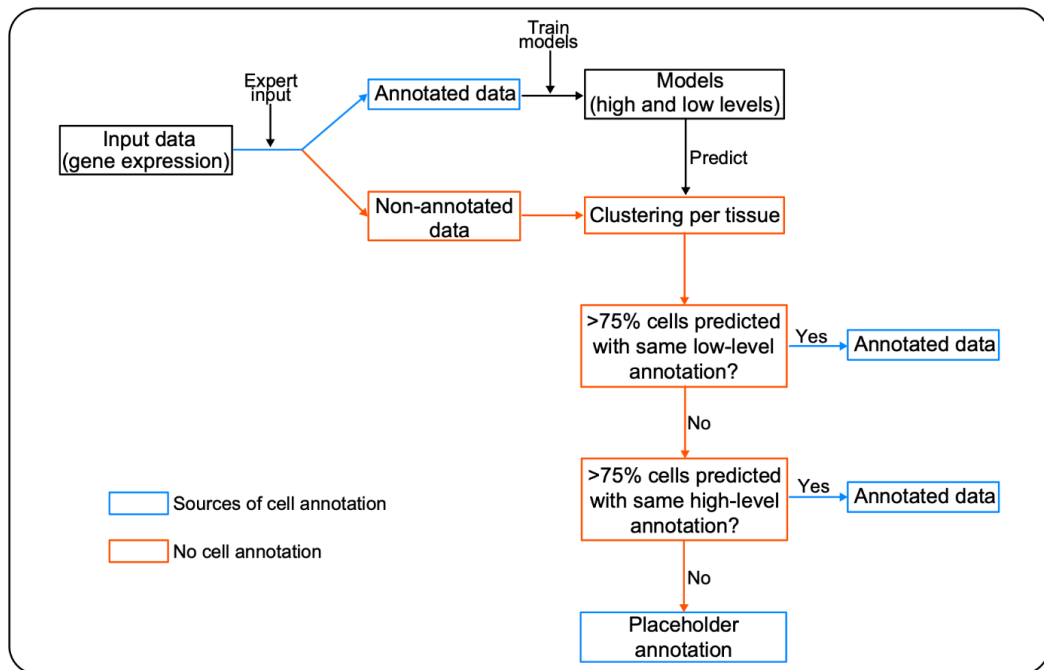 Train
models
Expert
input
Annotated data
Models
(high and low levels)
Input data
(gene expression)
Predict
Non-annotated
data
Clustering per tissue
>75% cells predicted
with same low-level
annotation?
Yes
Annotated data
No
>75% cells predicted
with same high-level
annotation?
Yes
Annotated data
Sources of cell annotation
No cell annotation
No
Placeholder
annotation